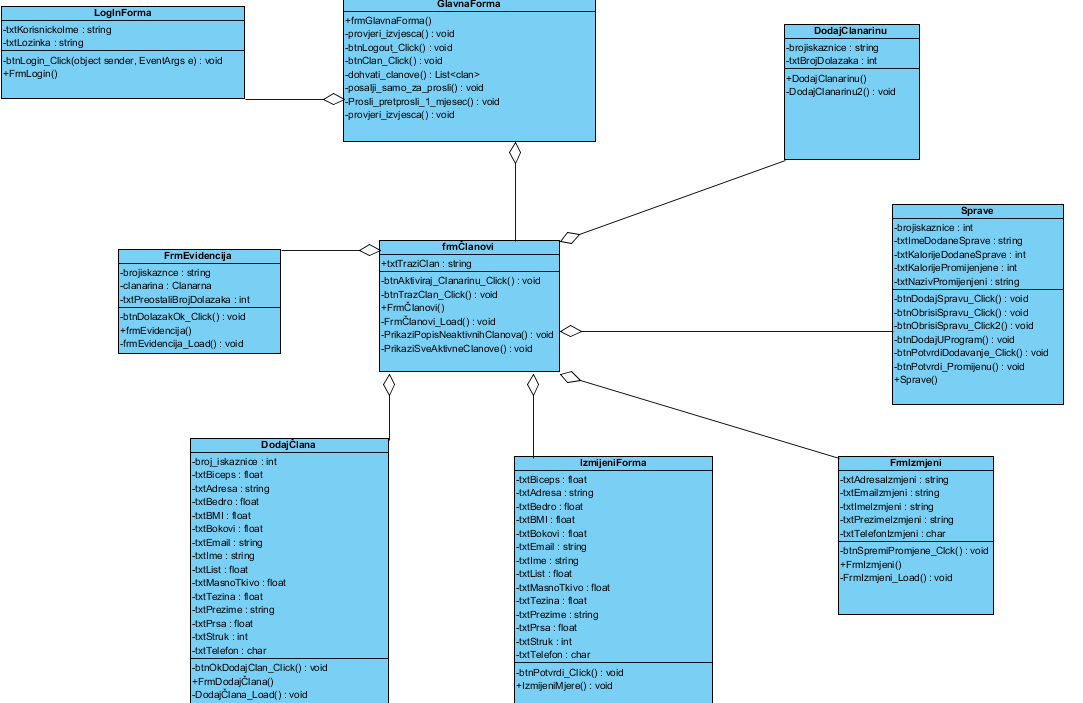 LogInForma
-txtKorisnickoIme : string
-txtLozinka : string
-btnLogin_Click(object sender, EventArgs e) : void
+FrmLogin()
GlavnaForma
+frmGlavnaForma()
-provjeri_izvjesca() : void
-btnLogout_Click() : void
-btnClan_Click() : void
-dohvati_clanove() : List<clan>
-posalji_samo_za_prosli() : void
-Prosli_pretprosli_1_mjesec() : void
-provjeri_izvjesca() : void
DodajClanarinu
-brojiskaznice : string
-txtBrojDolazaka : int
+DodajClanarinu()
-DodajClanarinu2() : void
Sprave
-brojiskaznice : int
-txtImeDodaneSprave : string
-txtKalorijeDodaneSprave : int
-txtKalorijePromijenjene : int
-txtNazivPromijenjeni : string
-btnDodajSpravu_Click() : void
-btnObrisiSpravu_Click() : void
-btnObrisiSpravu_Click2() : void
-btnDodajUProgram() : void
-btnPotvrdiDodavanje_Click() : void
-btnPotvrdi_Promijenu() : void
+Sprave()
FrmEvidencija
-brojiskaznce : string
-clanarina : Clanarna
-txtPreostaliBrojDolazaka : int
-btnDolazakOk_Click() : void
+frmEvidencija()
-frmEvidencija_Load() : void
frmČlanovi
+txtTraziClan : string
-btnAktiviraj_Clanarinu_Click() : void
-btnTrazClan_Click() : void
+FrmČlanovi()
-FrmČlanovi_Load() : void
-PrikaziPopisNeaktivnihClanova() : void
-PrikaziSveAktivneClanove() : void
DodajČlana
-broj_iskaznice : int
-txtBiceps : float
-txtAdresa : string
-txtBedro : float
-txtBMI : float
-txtBokovi : float
-txtEmail : string
-txtIme : string
-txtList : float
-txtMasnoTkivo : float
-txtTezina : float
-txtPrezime : string
-txtPrsa : float
-txtStruk : int
-txtTelefon : char
-btnOkDodajClan_Click() : void
+FrmDodajČlana()
-DodajČlana_Load() : void
IzmijeniForma
-txtBiceps : float
-txtAdresa : string
-txtBedro : float
-txtBMI : float
-txtBokovi : float
-txtEmail : string
-txtIme : string
-txtList : float
-txtMasnoTkivo : float
-txtTezina : float
-txtPrezime : string
-txtPrsa : float
-txtStruk : int
-txtTelefon : char
-btnPotvrdi_Click() : void
+IzmijeniMjere() : void
FrmIzmjeni
-txtAdresaIzmjeni : string
-txtEmailIzmjeni : string
-txtImeIzmjeni : string
-txtPrezimeIzmjeni : string
-txtTelefonIzmjeni : char
-btnSpremiPromjene_Clck() : void
+FrmIzmjeni()
-FrmIzmjeni_Load() : void